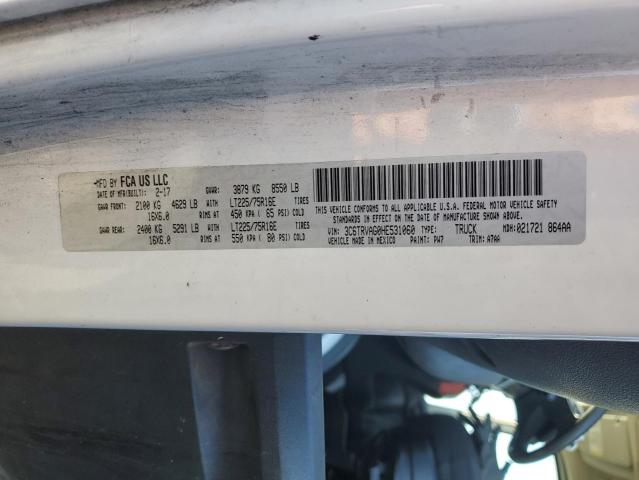 MFD BY FCA US LLC
DATE OF MFR(BUILT): 2-17 GVWR: 3879 KG 8550 LB
GAWR FRONT: 2100 KG 4629 LB WITH LT225/75R16E TIRES
16X6.0 RIMS AT 450 KPA ( 65 PSI) COLD
GAWR REAR: 2400 KG 5291 LB WITH LT225/75R16E TIRES
16X6.0 RIMS AT 550 KPA ( 80 PSI) COLD
THIS VEHICLE CONFORMS TO ALL APPLICABLE U.S.A. FEDERAL MOTOR VEHICLE SAFETY
STANDARDS IN EFFECT ON THE DATE OF MANUFACTURE SHOWN ABOVE.
VIN: 3C6TRVAG0HE531060 TYPE: TRUCK MDH: 021721 864AA
VEHICLE MADE IN MEXICO PAINT: PW7 TRIM: A7AA